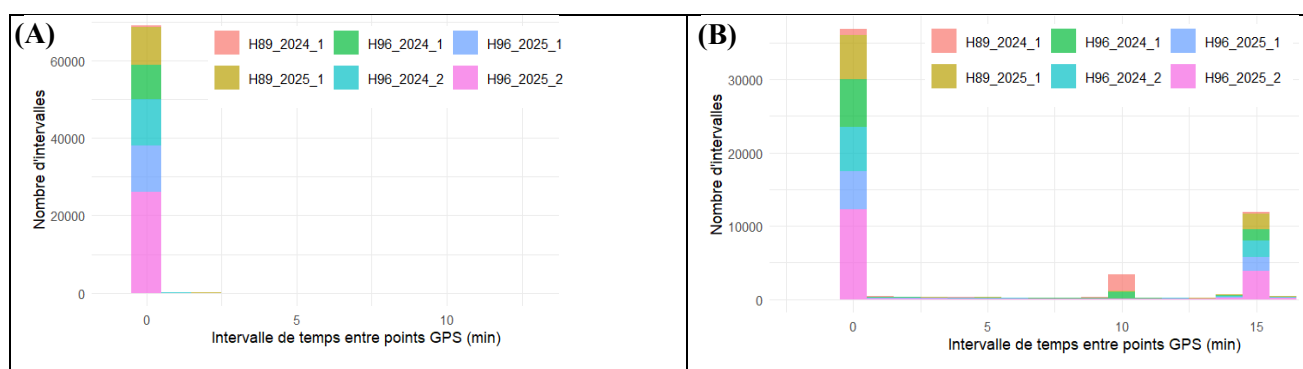 (A)
H89_2024_1 H96_2024_1 H96_2025_1
H89_2025_1 H96_2024_2 H96_2025_2
Nombre d'intervalles
60000
40000
20000
0
0 5 10
Intervalle de temps entre points GPS (min)
(B)
H89_2024_1 H96_2024_1 H96_2025_1
H89_2025_1 H96_2024_2 H96_2025_2
Nombre d'intervalles
30000
20000
10000
0
0 5 10 15
Intervalle de temps entre points GPS (min)